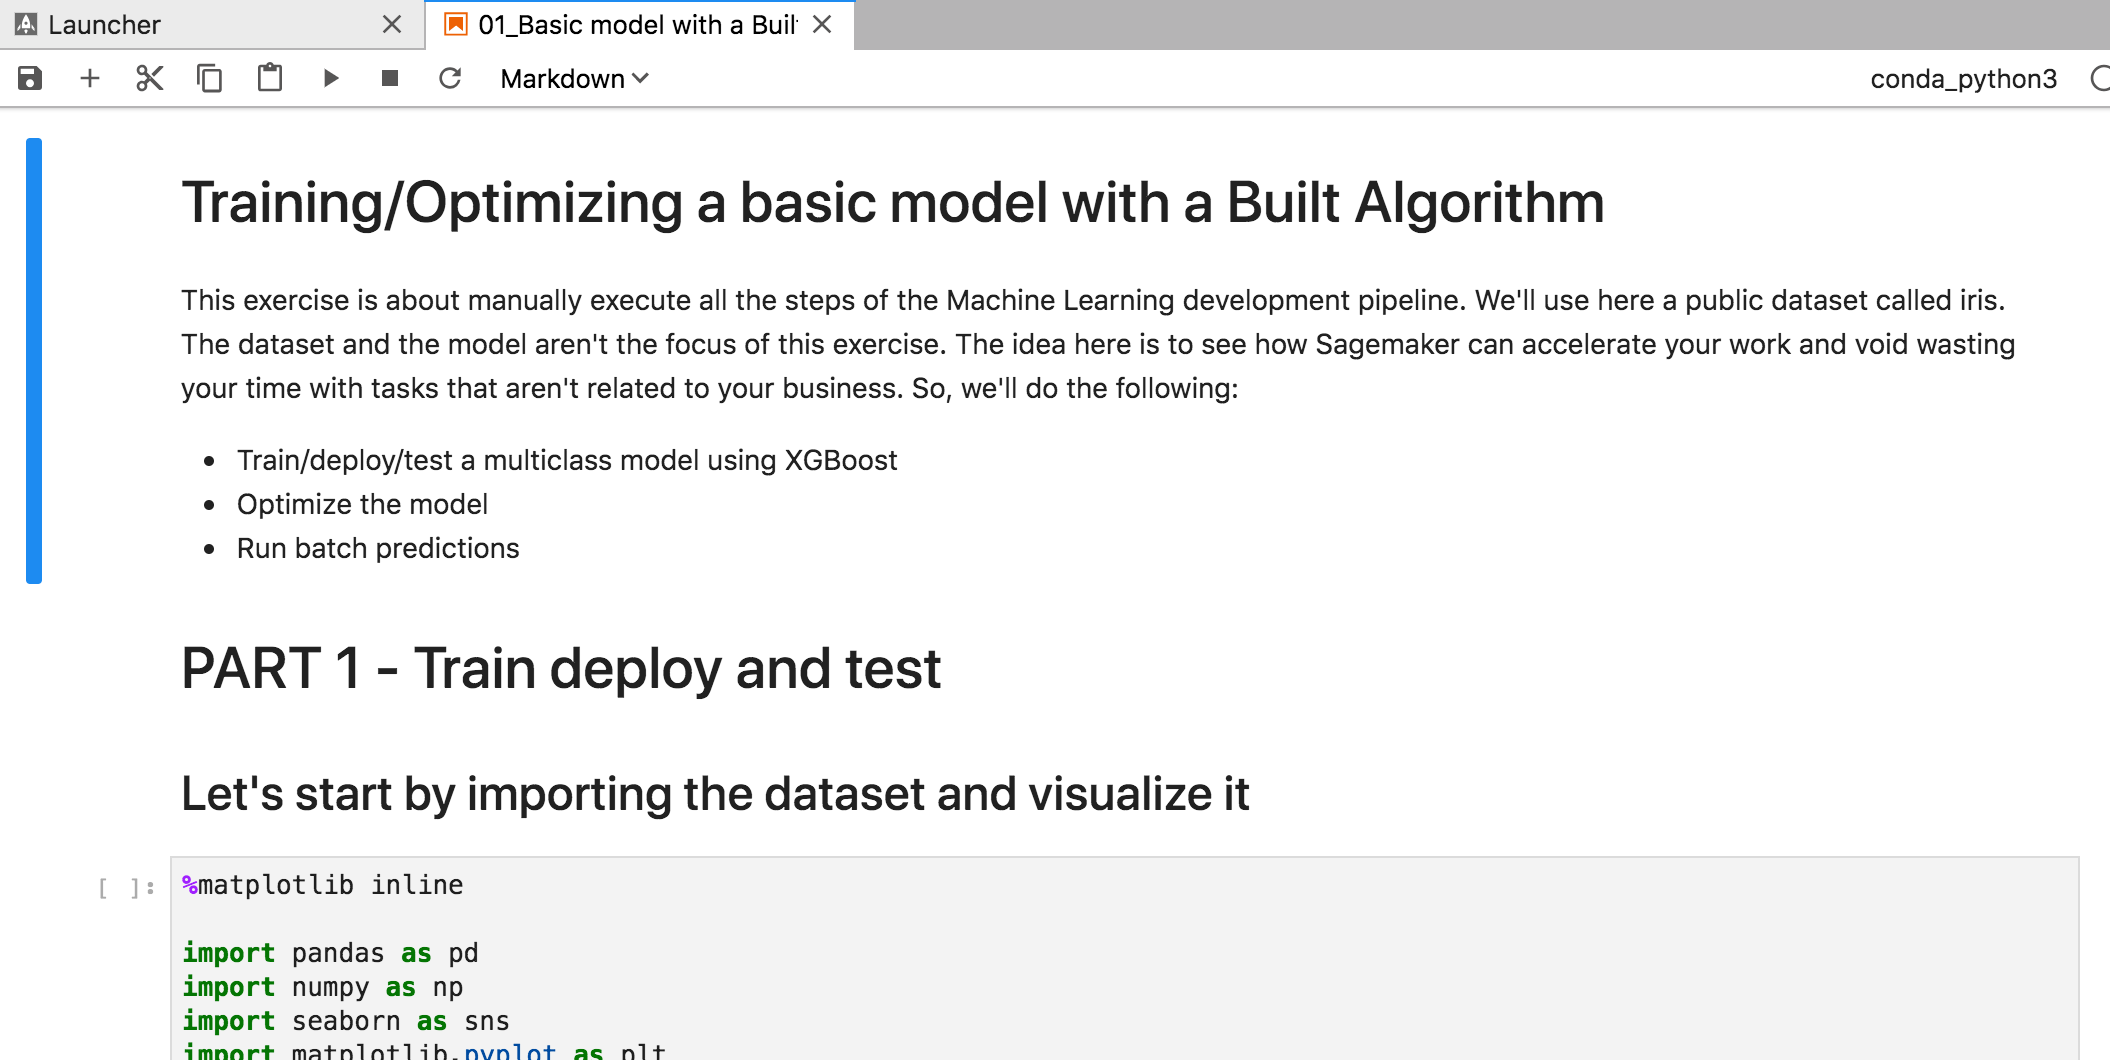 Launcher
01_Basic model with a Buil
Markdown
conda_python3
Training/Optimizing a basic model with a Built Algorithm
This exercise is about manually execute all the steps of the Machine Learning development pipeline. We'll use here a public dataset called iris.
The dataset and the model aren't the focus of this exercise. The idea here is to see how Sagemaker can accelerate your work and void wasting
your time with tasks that aren't related to your business. So, we'll do the following:
• Train/deploy/test a multiclass model using XGBoost
• Optimize the model
• Run batch predictions
PART 1 - Train deploy and test
Let's start by importing the dataset and visualize it
[ ]:
%matplotlib inline
import pandas as pd
import numpy as np
import seaborn as sns
import matplotlib.pyplot as plt